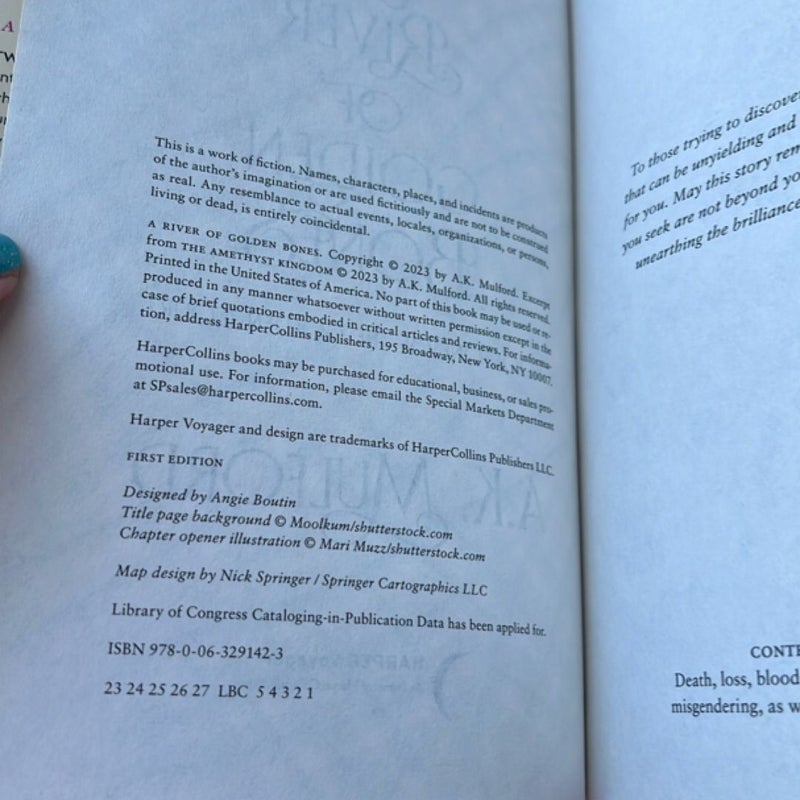 This is a work of fiction. Names, characters, places, and incidents are products
of the author's imagination or are used fictitiously and are not to be construed
as real. Any resemblance to actual events, locales, organizations, or persons,
living or dead, is entirely coincidental.
A RIVER OF GOLDEN BONES. Copyright © 2023 by A.K. Mulford. Excerpt
from THE AMETHYST KINGDOM © 2023 by A.K. Mulford. All rights reserved.
Printed in the United States of America. No part of this book may be used or re-
produced in any manner whatsoever without written permission except in the
case of brief quotations embodied in critical articles and reviews. For informa-
tion, address HarperCollins Publishers, 195 Broadway, New York, NY 10007.
HarperCollins books may be purchased for educational, business, or sales pro-
motional use. For information, please email the Special Markets Department
at SPsales@harpercollins.com.
Harper Voyager and design are trademarks of HarperCollins Publishers LLC.
FIRST EDITION
Designed by Angie Boutin
Title page background © Moolkum/shutterstock.com
Chapter opener illustration © Mari Muzz/shutterstock.com
Map design by Nick Springer / Springer Cartographics LLC
Library of Congress Cataloging-in-Publication Data has been applied for.
ISBN 978-0-06-329142-3
23 24 25 26 27 LBC 5 4 3 2 1
To those trying to discover
that can be unyielding and
for you. May this story rem
you seek are not beyond yo
unearthing the brilliance
CONTE
Death, loss, blood
misgendering, as w